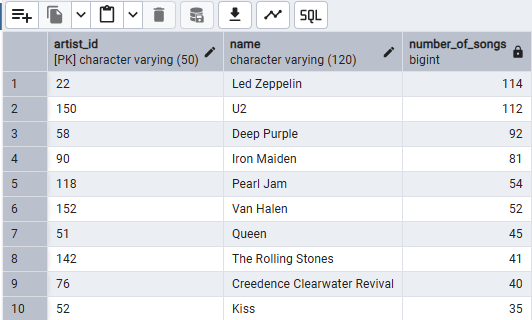 SQL
artist_id name number_of_songs
[PK] character varying (50) character varying (120) bigint
1 22 Led Zeppelin 114
2 150 U2 112
3 58 Deep Purple 92
4 90 Iron Maiden 81
5 118 Pearl Jam 54
6 152 Van Halen 52
7 51 Queen 45
8 142 The Rolling Stones 41
9 76 Creedence Clearwater Revival 40
10 52 Kiss 35